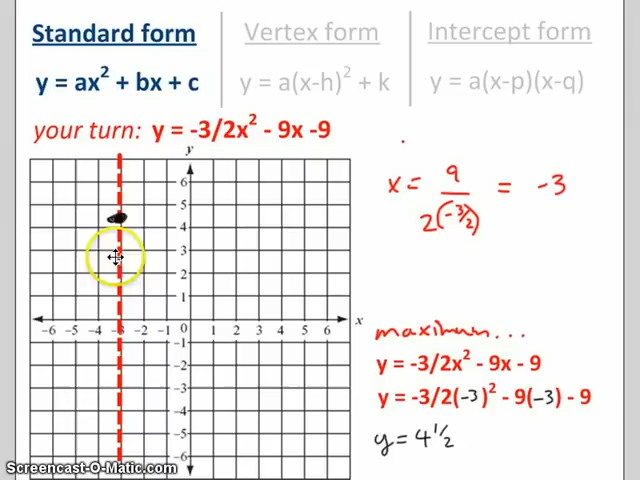 Standard form
Vertex form
Intercept form
y = ax² + bx + c
y = a(x-h)² + k
y = a(x-p)(x-q)
your turn: y = -3/2x² - 9x -9
y
6
5
4
3
2
1
-6 -5 -4 -3 -2 -1 0 1 2 3 4 5 6 x
-1
-2
-3
-4
-5
-6
x = 9 / 2(-3/2) = -3
maximum...
y = -3/2x² - 9x - 9
y = -3/2(-3)² - 9(-3) - 9
y = 4 1/2
Screencast-O-Matic.com